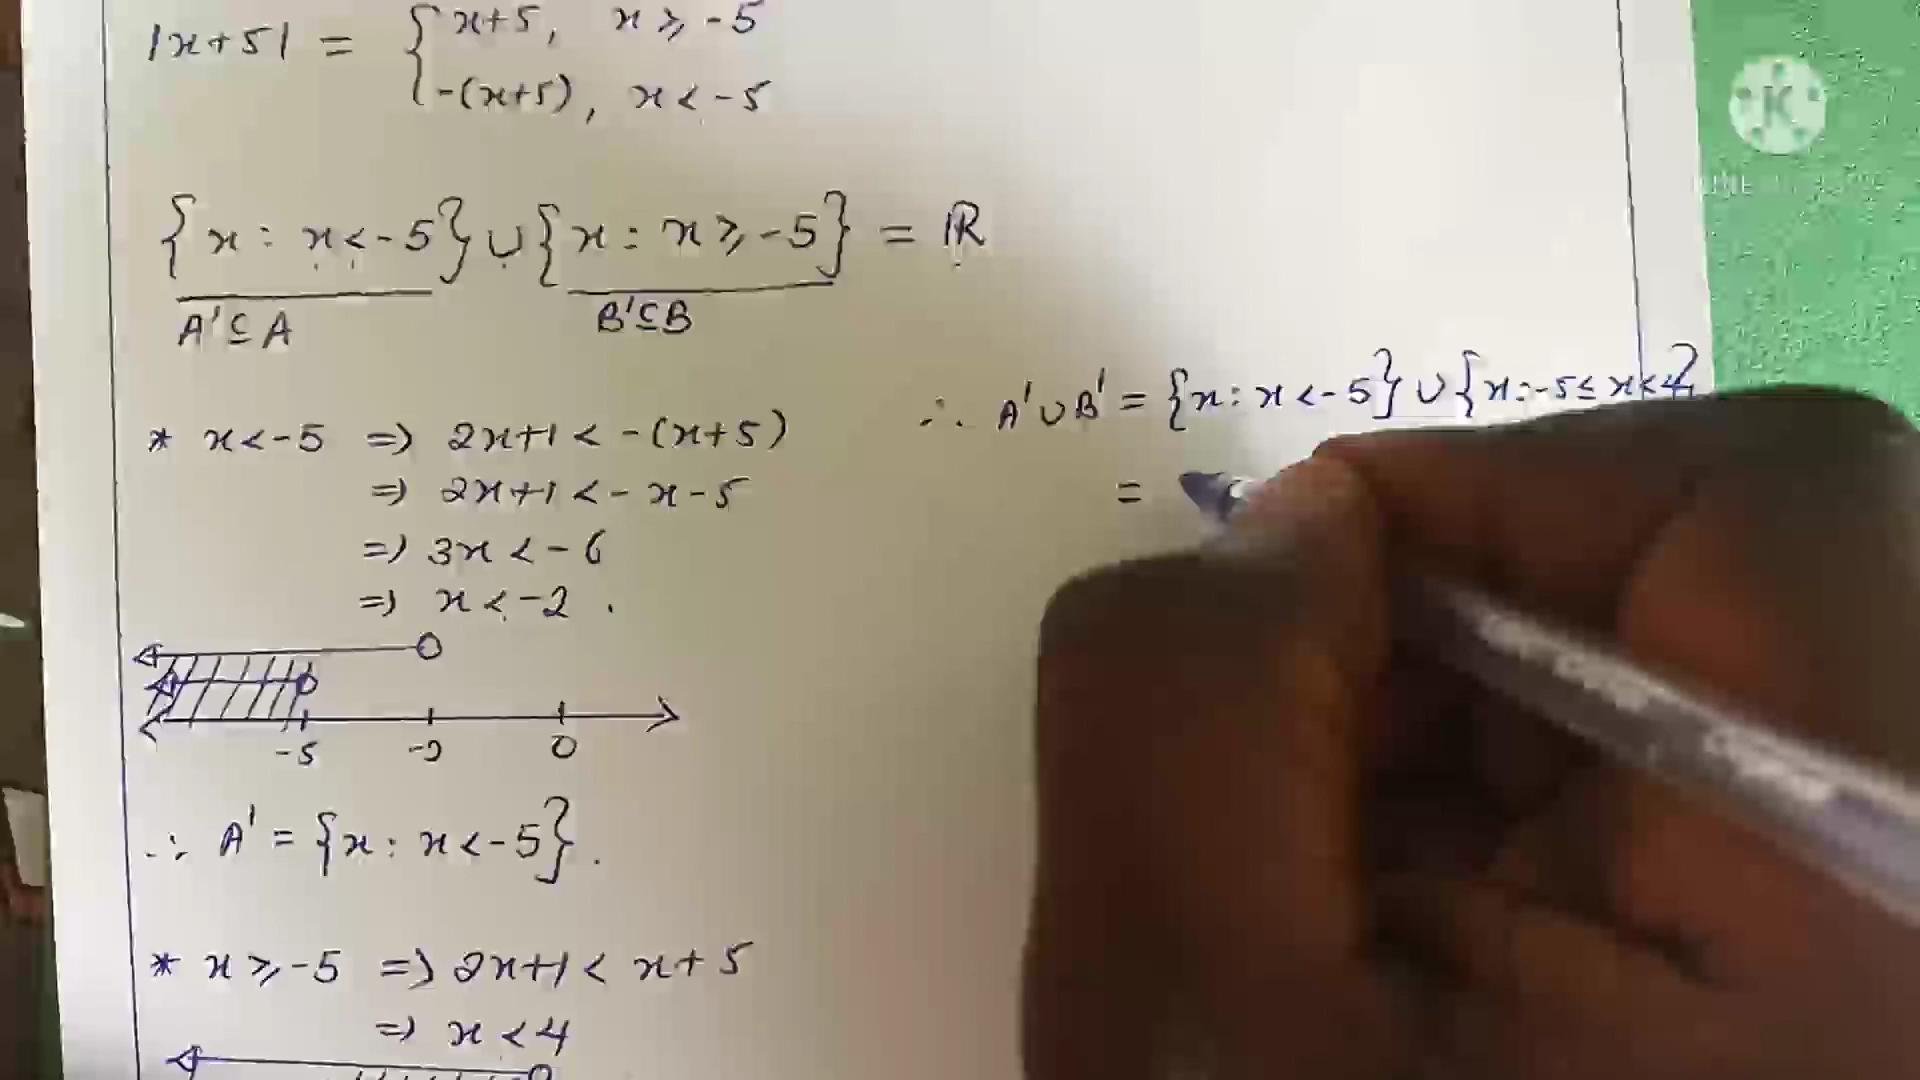 |x+5| = { x+5, x ⩾ -5
-(x+5), x < -5
{x : x < -5} ∪ {x : x ⩾ -5} = ℝ
A' ⊆ A B' ⊆ B
∴ A' ∪ B' = {x : x < -5} ∪ {x : -5 ≤ x < 4}
=
* x < -5 => 2x+1 < -(x+5)
=> 2x+1 < -x-5
=> 3x < -6
=> x < -2 .
-5 -2 0
∴ A' = {x : x < -5}.
* x ⩾ -5 => 2x+1 < x+5
=> x < 4
K